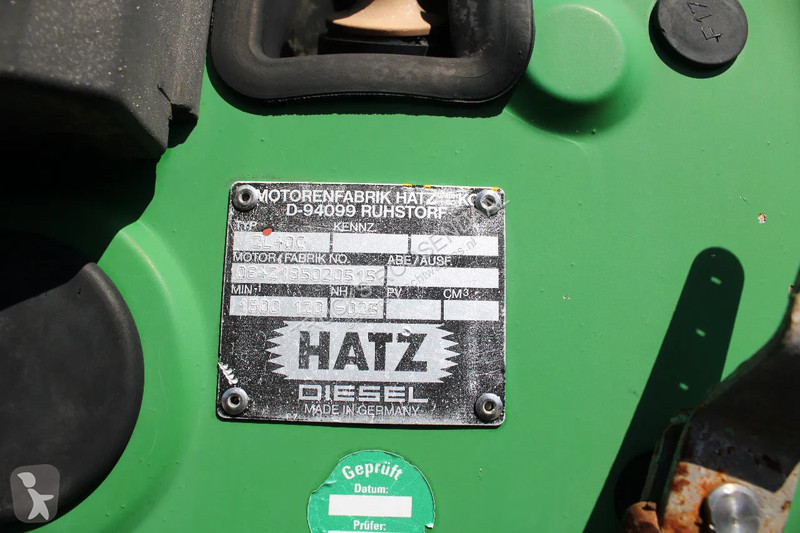 MOTORENFABRIK HATZ
D-94099 RUHSTORF
TYP KENNZ.
MOTOR/FABRIK NO. ABE/AUSF.
MIN-¹ NH PV CM³
1500
HATZ
DIESEL
MADE IN GERMANY
Geprüft
Datum:
Prüfer: